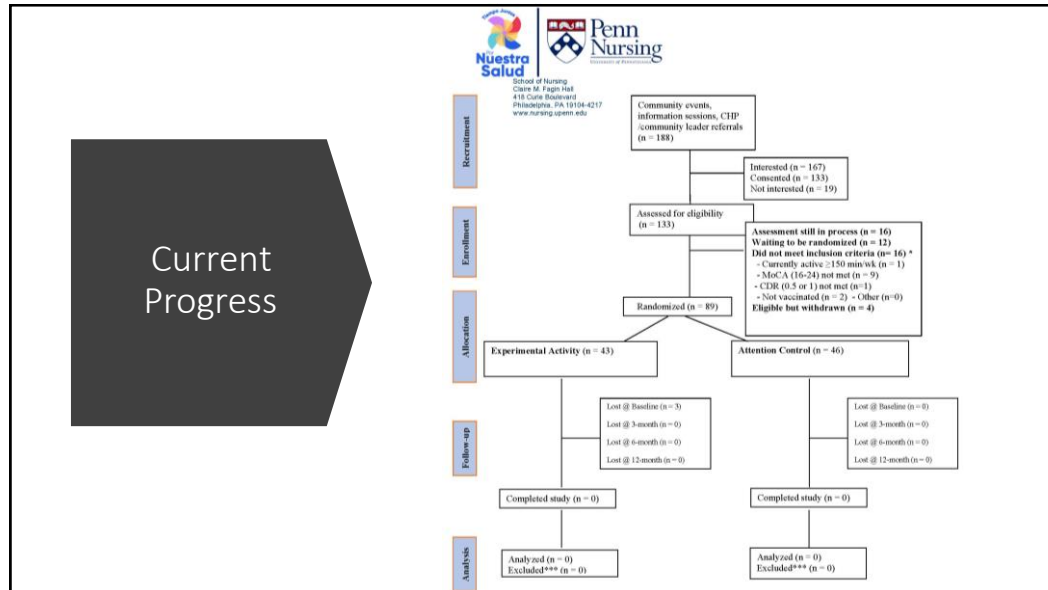 Tiempo Juntos
por
Nuestra
Salud
Penn
Nursing
UNIVERSITY of PENNSYLVANIA
School of Nursing
Claire M. Fagin Hall
418 Curie Boulevard
Philadelphia, PA 19104-4217
www.nursing.upenn.edu
Current
Progress
Recruitment
Community events,
information sessions, CHP
/community leader referrals
(n = 188)
Interested (n = 167)
Consented (n = 133)
Not interested (n = 19)
Enrollment
Assessed for eligibility
(n = 133)
Assessment still in process (n = 16)
Waiting to be randomized (n = 12)
Did not meet inclusion criteria (n= 16) *
- Currently active ≥150 min/wk (n = 1)
- MoCA (16-24) not met (n = 9)
- CDR (0.5 or 1) not met (n=1)
- Not vaccinated (n = 2) - Other (n=0)
Eligible but withdrawn (n = 4)
Allocation
Randomized (n = 89)
Experimental Activity (n = 43)
Attention Control (n = 46)
Follow-up
Lost @ Baseline (n = 3)
Lost @ 3-month (n = 0)
Lost @ 6-month (n = 0)
Lost @ 12-month (n = 0)
Lost @ Baseline (n = 0)
Lost @ 3-month (n = 0)
Lost @ 6-month (n = 0)
Lost @ 12-month (n = 0)
Completed study (n = 0)
Completed study (n = 0)
Analysis
Analyzed (n = 0)
Excluded*** (n = 0)
Analyzed (n = 0)
Excluded*** (n = 0)